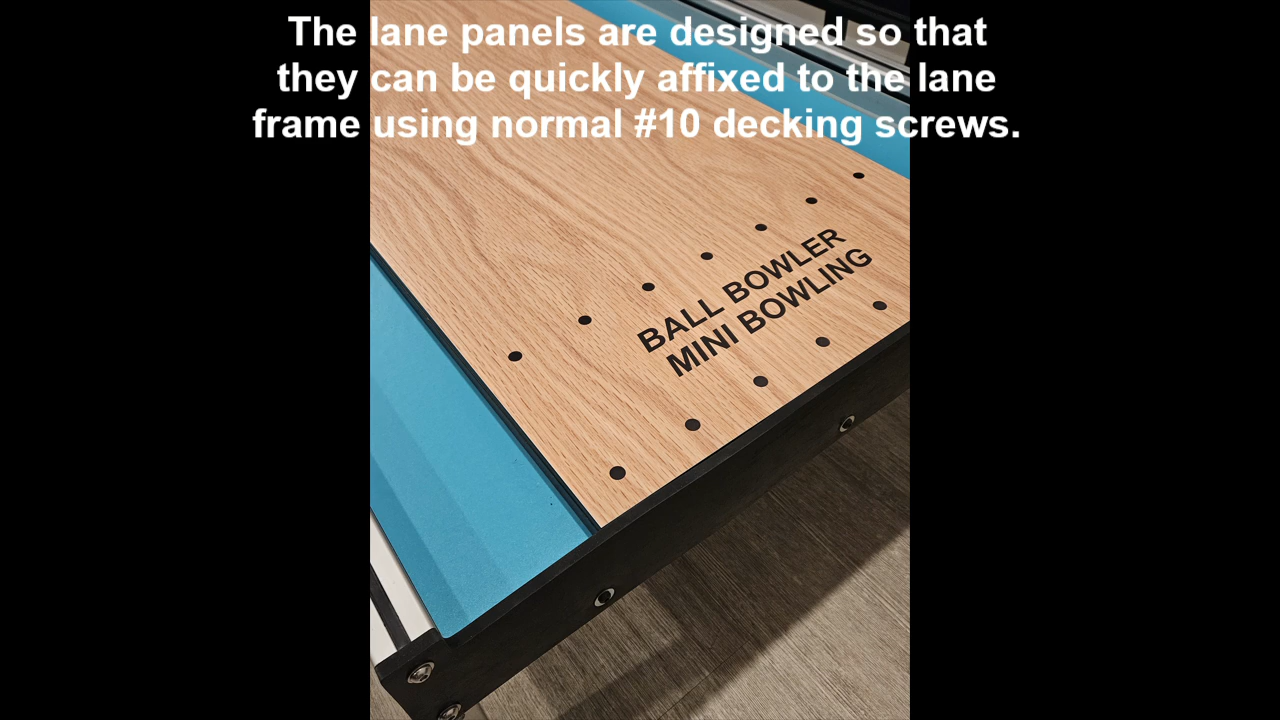 The lane panels are designed so that
they can be quickly affixed to the lane
frame using normal #10 decking screws.
BALL BOWLER
MINI BOWLING